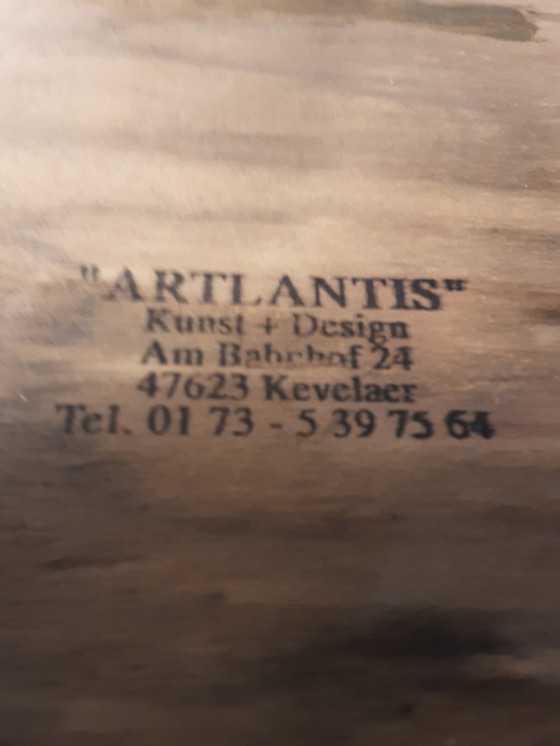 "ARTLANTIS"
Kunst + Design
Am Bahnhof 24
47623 Kevelaer
Tel. 01 73 - 5 39 75 64